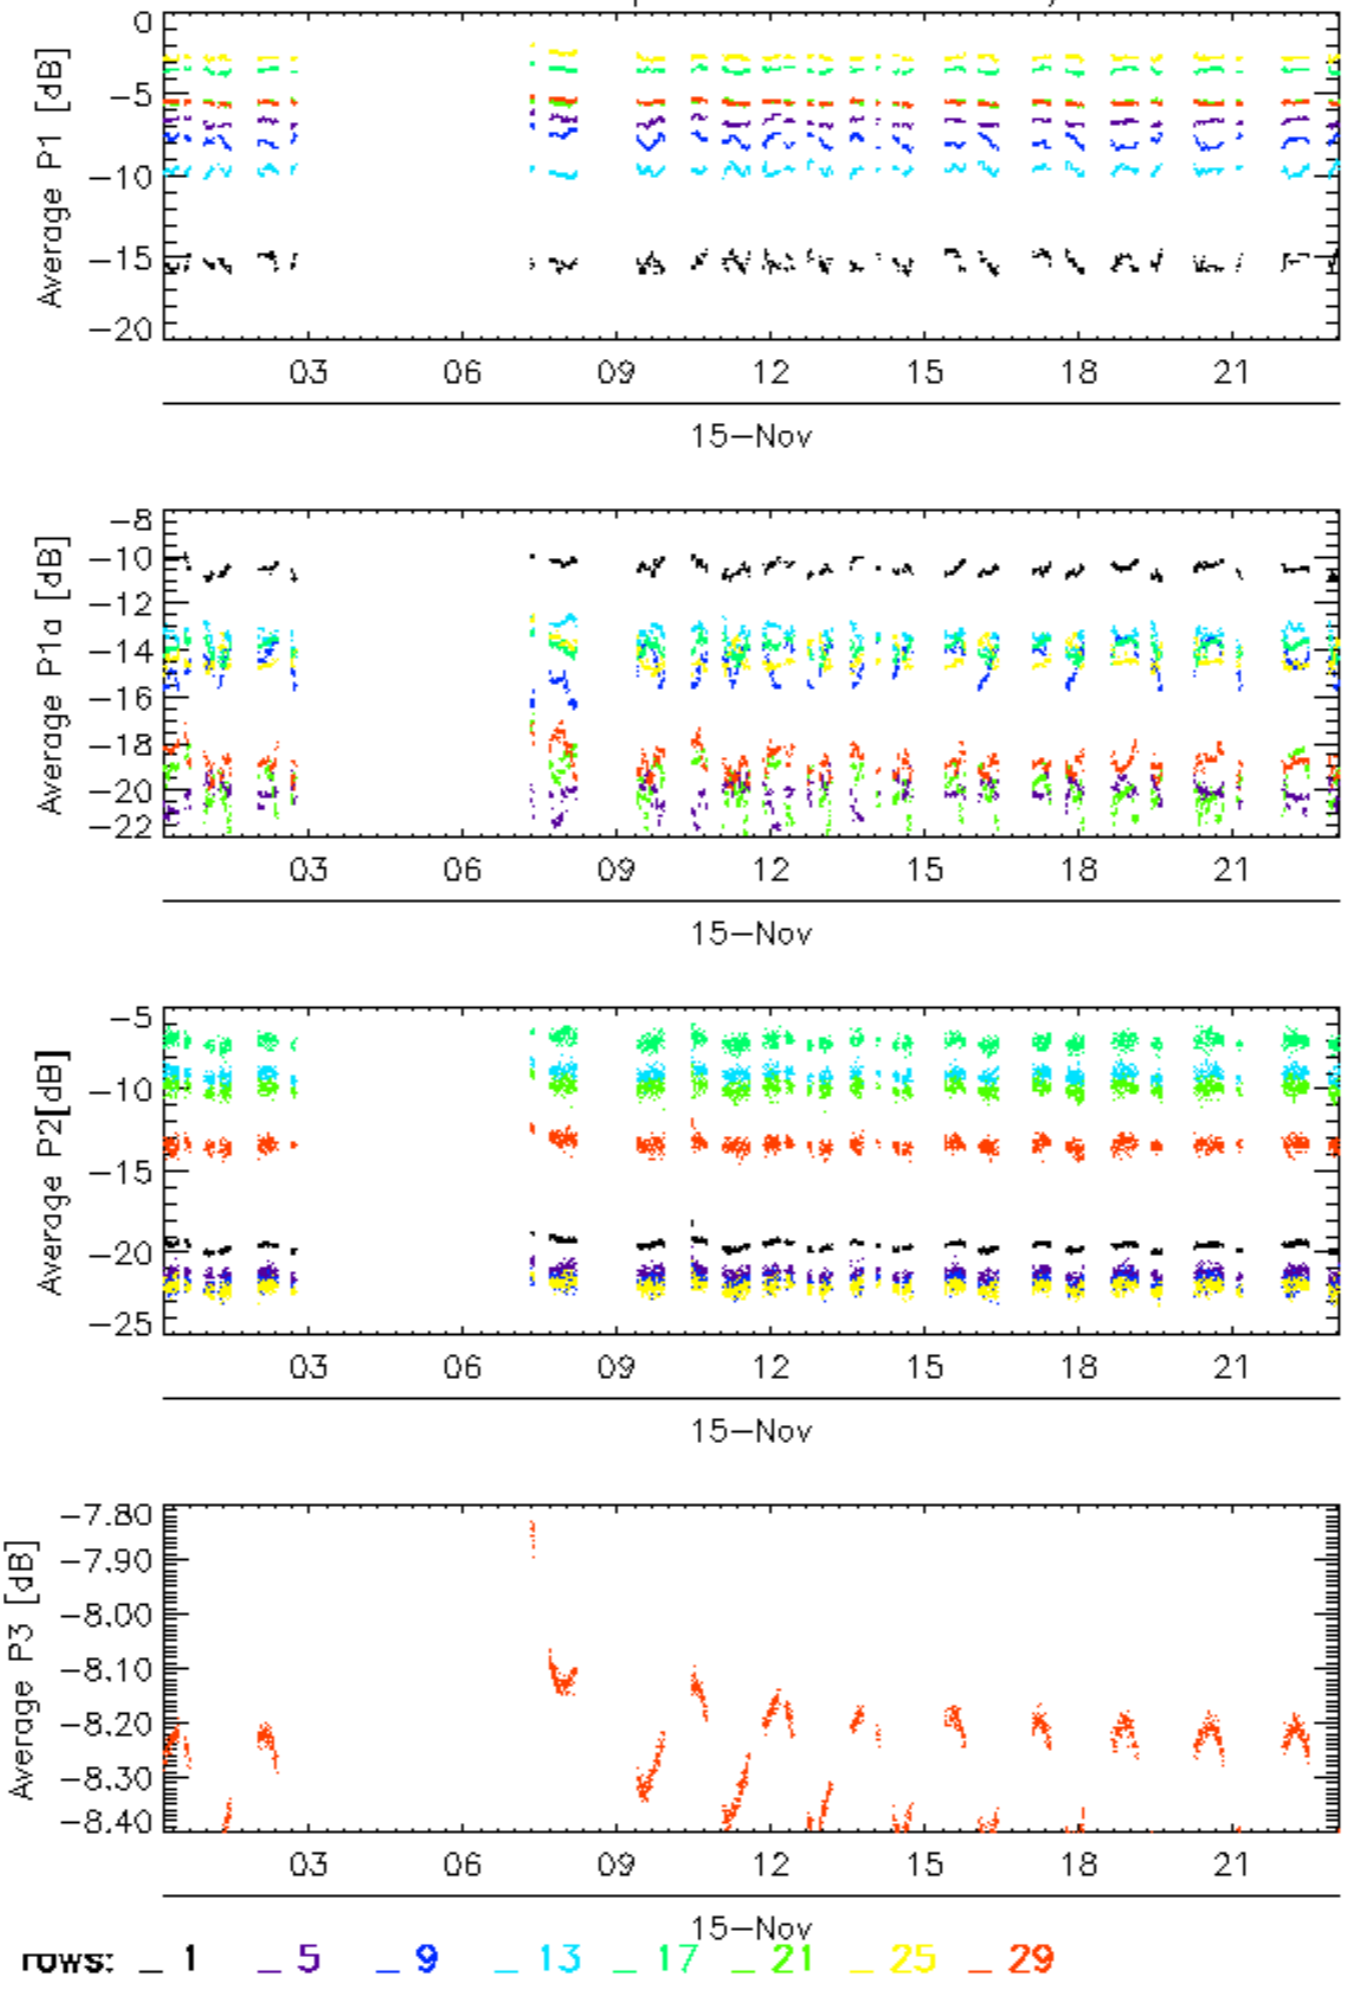 0
-5
-10
-15
-20
Average P1 [dB]
03 06 09 12 15 18 21
15-Nov
-8
-10
-12
-14
-16
-18
-20
-22
Average P1a [dB]
03 06 09 12 15 18 21
15-Nov
-5
-10
-15
-20
-25
Average P2[dB]
03 06 09 12 15 18 21
15-Nov
-7.80
-7.90
-8.00
-8.10
-8.20
-8.30
-8.40
Average P3 [dB]
03 06 09 12 15 18 21
15-Nov
rows: _ 1 _ 5 _ 9 _ 13 _ 17 _ 21 _ 25 _ 29